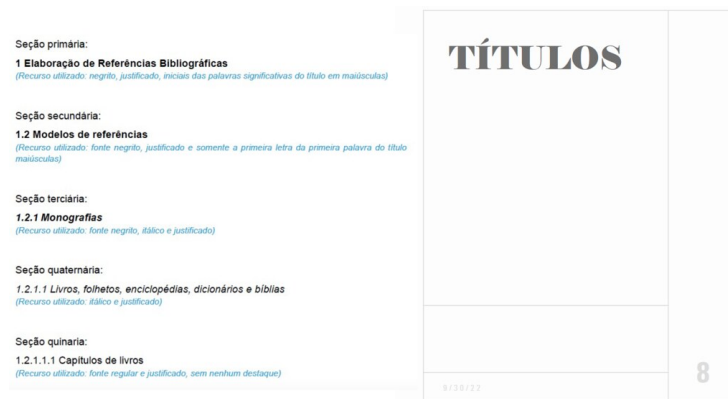 Seção primária:
1 Elaboração de Referências Bibliográficas
(Recurso utilizado: negrito, justificado, iniciais das palavras significativas do título em maiúsculas)
Seção secundária:
1.2 Modelos de referências
(Recurso utilizado: fonte negrito, justificado e somente a primeira letra da primeira palavra do título
maiúsculas)
Seção terciária:
1.2.1 Monografias
(Recurso utilizado: fonte negrito, itálico e justificado)
Seção quaternária:
1.2.1.1 Livros, folhetos, enciclopédias, dicionários e bíblias
(Recurso utilizado: itálico e justificado)
Seção quinaria:
1.2.1.1.1 Capítulos de livros
(Recurso utilizado: fonte regular e justificado, sem nenhum destaque)
TÍTULOS
9/30/22
8